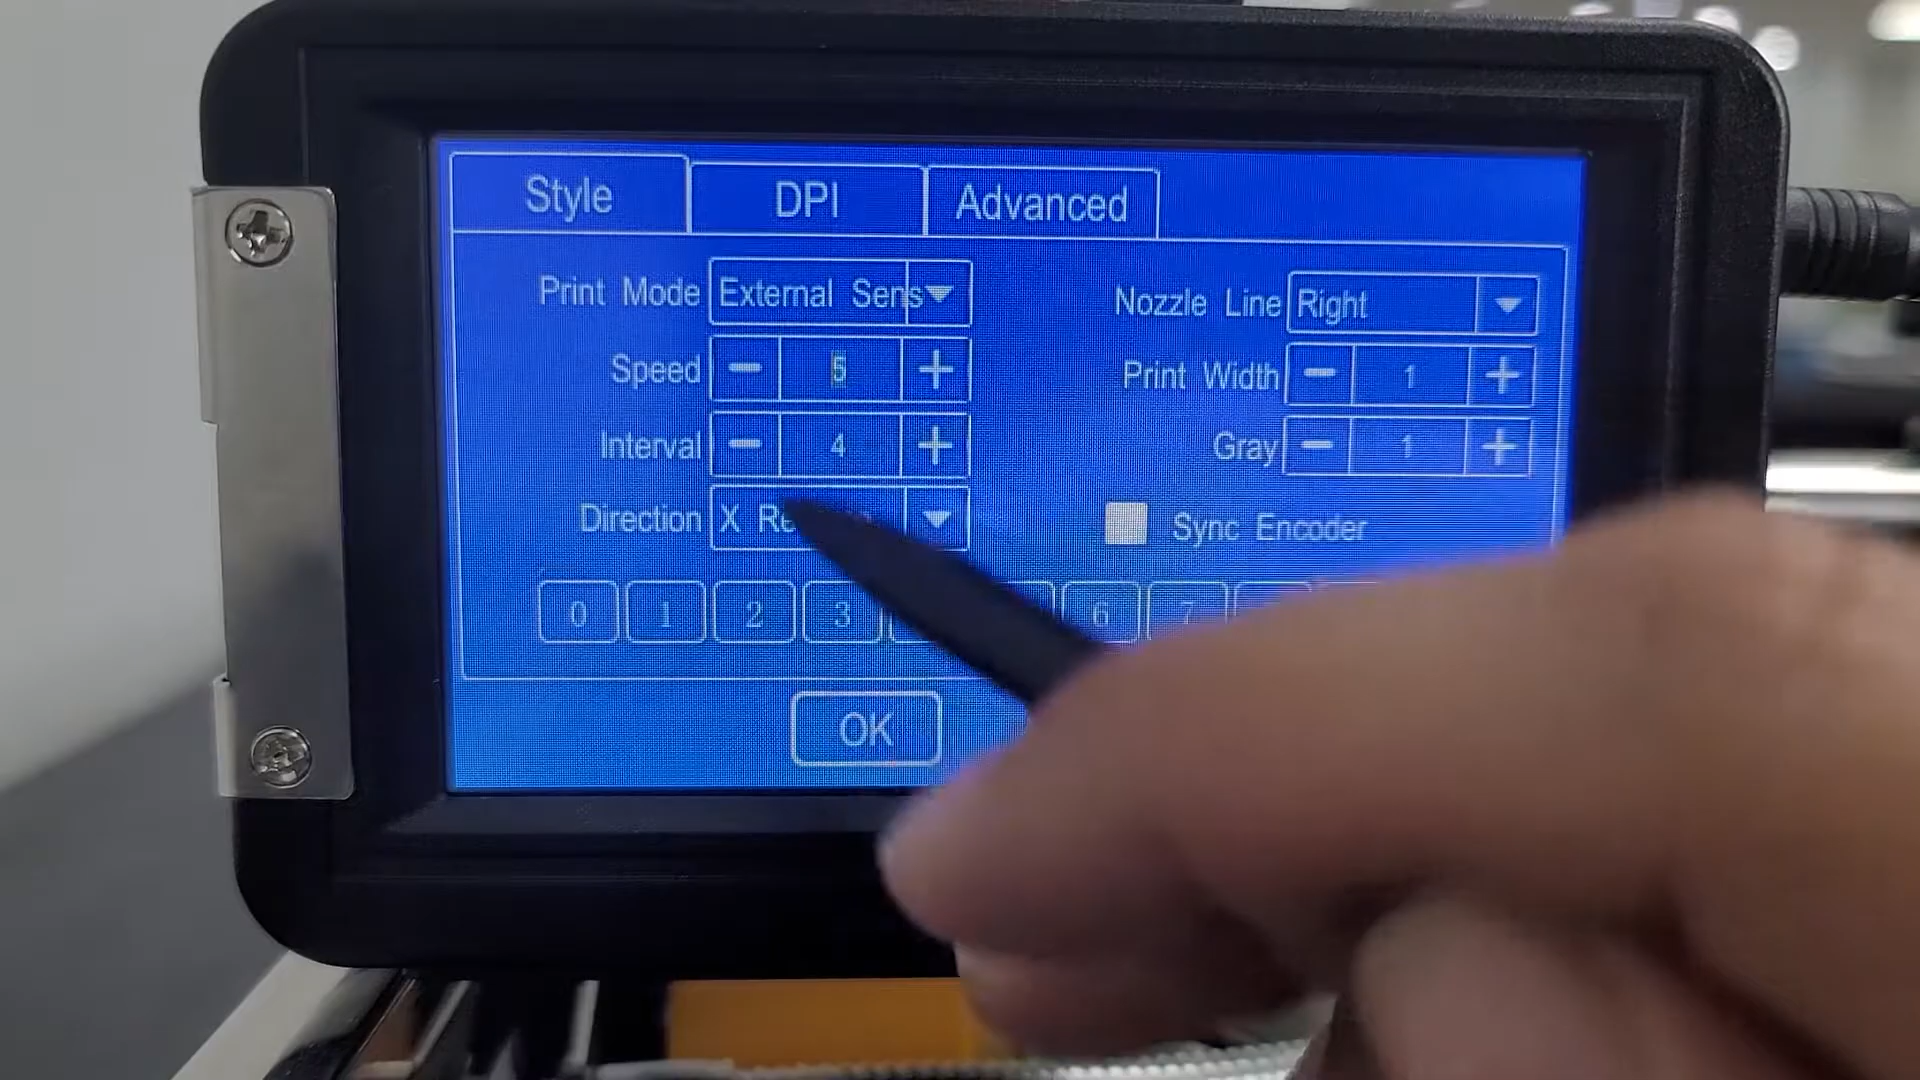 Style DPI Advanced
Print Mode External Sens Nozzle Line Right
Speed - 5 + Print Width - 1 +
Interval - 4 + Gray - 1 +
Direction X Sync Encoder
0 1 2 3 6 7
OK